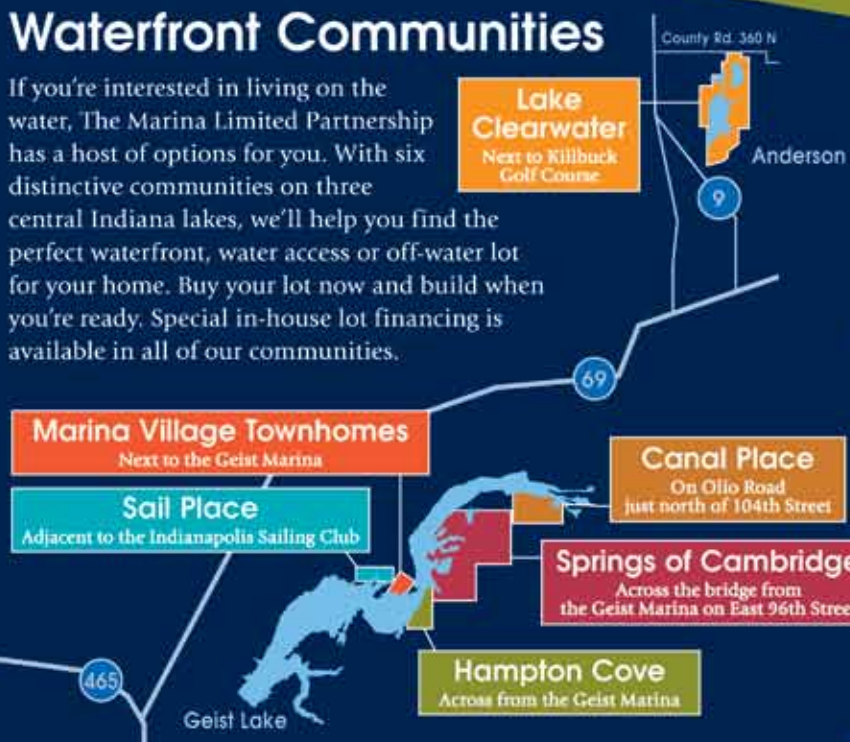 Waterfront Communities
If you're interested in living on the
water, The Marina Limited Partnership
has a host of options for you. With six
distinctive communities on three
central Indiana lakes, we'll help you find the
perfect waterfront, water access or off-water lot
for your home. Buy your lot now and build when
you're ready. Special in-house lot financing is
available in all of our communities.
County Rd. 360 N
Lake
Clearwater
Next to Killbuck
Golf Course
Anderson
9
69
Marina Village Townhomes
Next to the Geist Marina
Sail Place
Adjacent to the Indianapolis Sailing Club
Canal Place
On Olio Road
just north of 104th Street
Springs of Cambridge
Across the bridge from
the Geist Marina on East 96th Stree
Hampton Cove
Across from the Geist Marina
465
Geist Lake